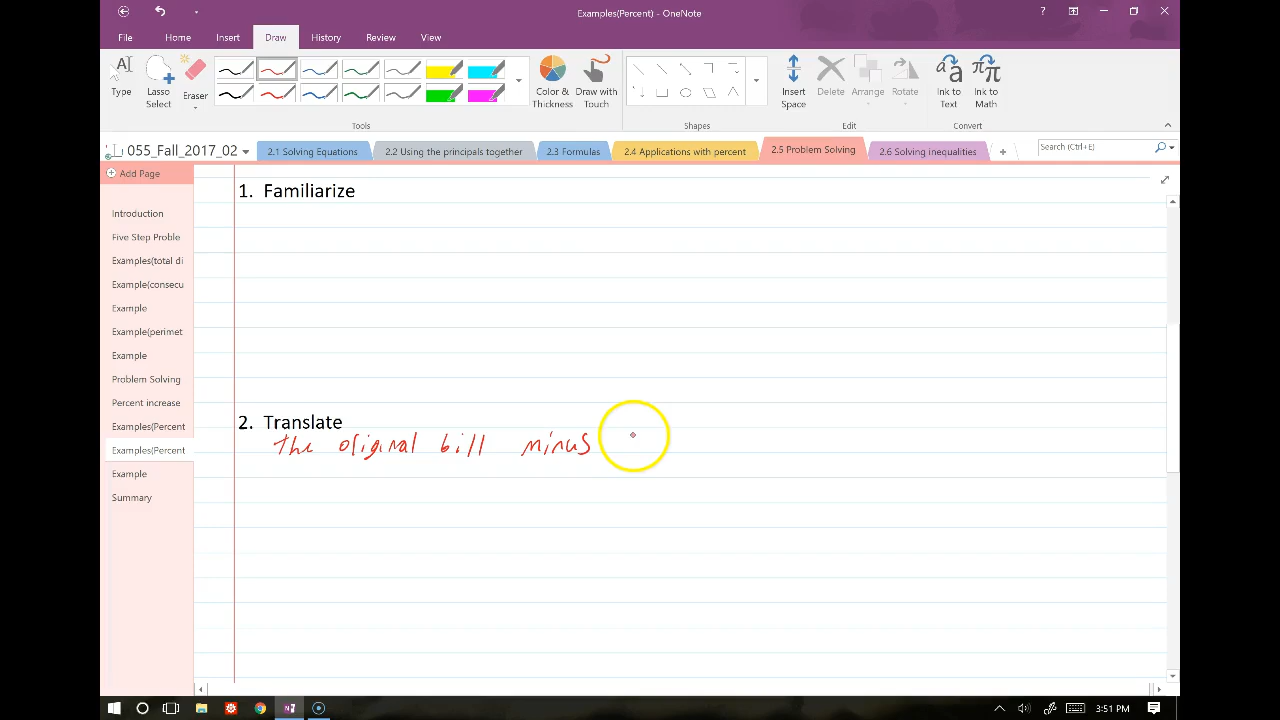 Examples(Percent) - OneNote
?
File
Home
Insert
Draw
History
Review
View
Type
Lasso
Select
Eraser
Color &
Thickness
Draw with
Touch
Insert
Space
Delete
Arrange
Rotate
Ink to
Text
Ink to
Math
Tools
Shapes
Edit
Convert
055_Fall_2017_02
2.1 Solving Equations
2.2 Using the principals together
2.3 Formulas
2.4 Applications with percent
2.5 Problem Solving
2.6 Solving inequalities
Search (Ctrl+E)
Add Page
Introduction
Five Step Proble
Examples(total di
Example(consecu
Example
Example(perimet
Example
Problem Solving
Percent increase
Examples(Percent
Examples(Percent
Example
Summary
1. Familiarize
2. Translate
the original bill minus
3:51 PM